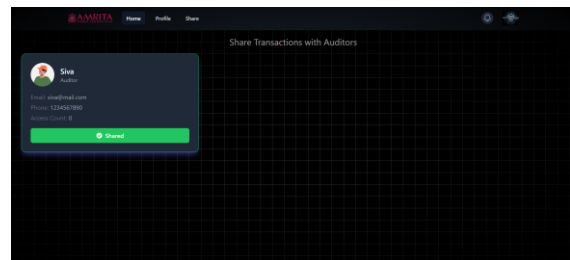 AMRITA
Home Profile Share
Share Transactions with Auditors
Siva
Auditor
Email: siva@mail.com
Phone: 1234567890
Access Count: 0
Shared